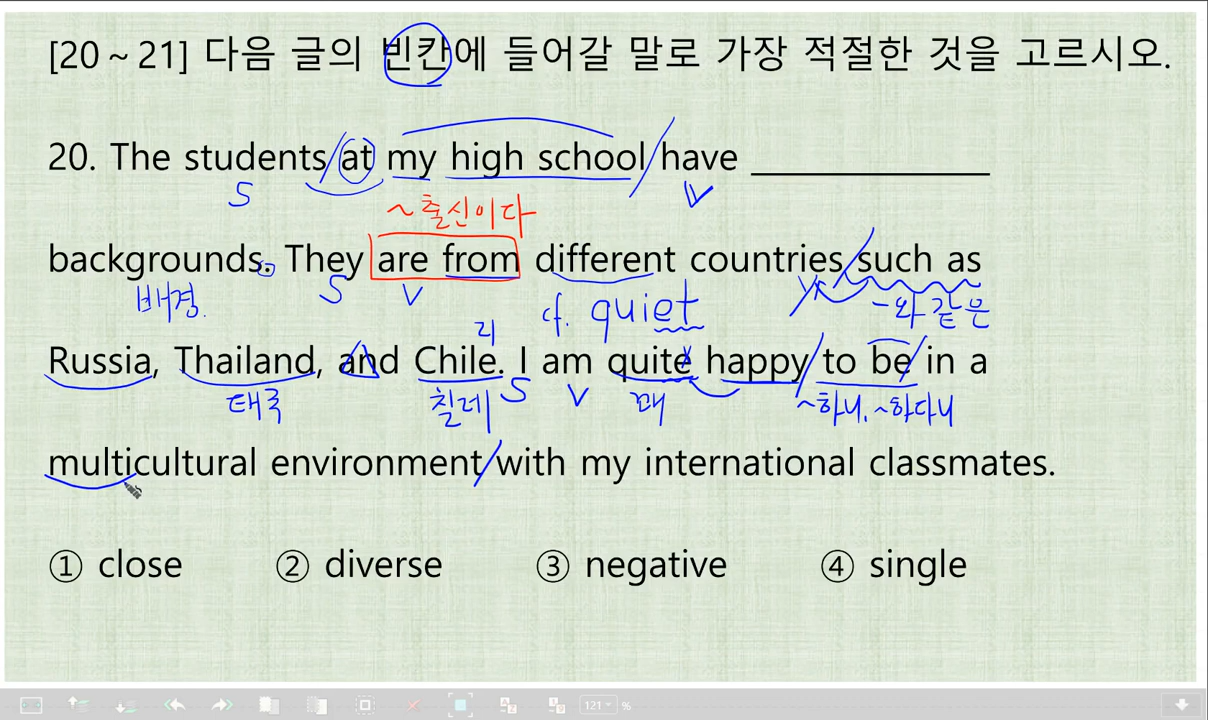 [20 ~ 21] 다음 글의 빈칸에 들어갈 말로 가장 적절한 것을 고르시오.
20. The students at my high school have ______________
S V
~출신이다
backgrounds. They are from different countries such as
배경. S V cf. quiet ~와 같은
리
Russia, Thailand, and Chile. I am quite happy to be in a
태국 칠레 S V 꽤 ~하니, ~하다니
multicultural environment with my international classmates.
① close ② diverse ③ negative ④ single
121 %